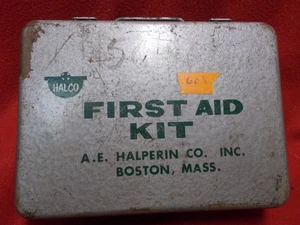 HALCO
FIRST AID
KIT
A.E. HALPERIN CO. INC.
BOSTON, MASS.